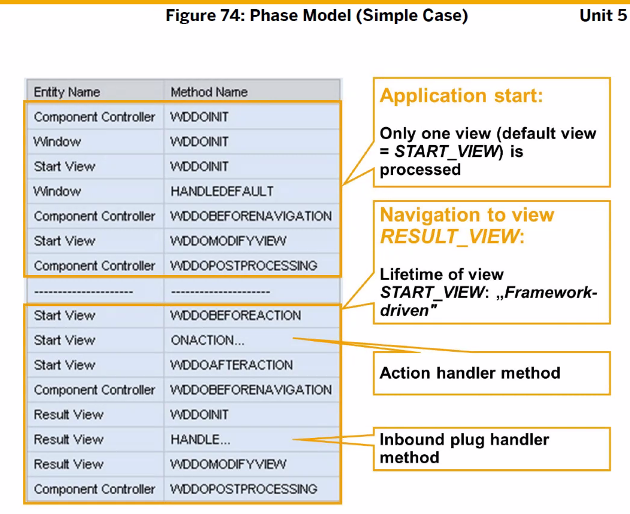 Figure 74: Phase Model (Simple Case) Unit 5
Entity Name Method Name
Component Controller WDDOINIT
Window WDDOINIT
Start View WDDOINIT
Window HANDLEDEFAULT
Component Controller WDDOBEFORENAVIGATION
Start View WDDOMODIFYVIEW
Component Controller WDDOPOSTPROCESSING
--------------------- ---------------------
Start View WDDOBEFOREACTION
Start View ONACTION...
Start View WDDOAFTERACTION
Component Controller WDDOBEFORENAVIGATION
Result View WDDOINIT
Result View HANDLE...
Result View WDDOMODIFYVIEW
Component Controller WDDOPOSTPROCESSING
Application start:
Only one view (default view
= START_VIEW) is
processed
Navigation to view
RESULT_VIEW:
Lifetime of view
START_VIEW: „Framework-
driven"
Action handler method
Inbound plug handler
method